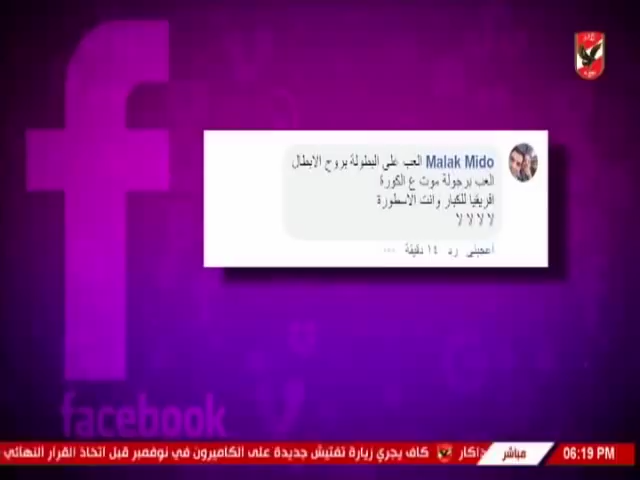 Malak Mido العب على البطولة بروح الابطال
العب برجولة موت ع الكورة
افريقيا للكبار وانت الاسطورة
لا لا لا لا
أعجبني رد ١٤ دقيقة
facebook
داكار كاف يجري زيارة تفتيش جديدة على الكاميرون في نوفمبر قبل اتخاذ القرار النهائي
مباشر
06:19 PM